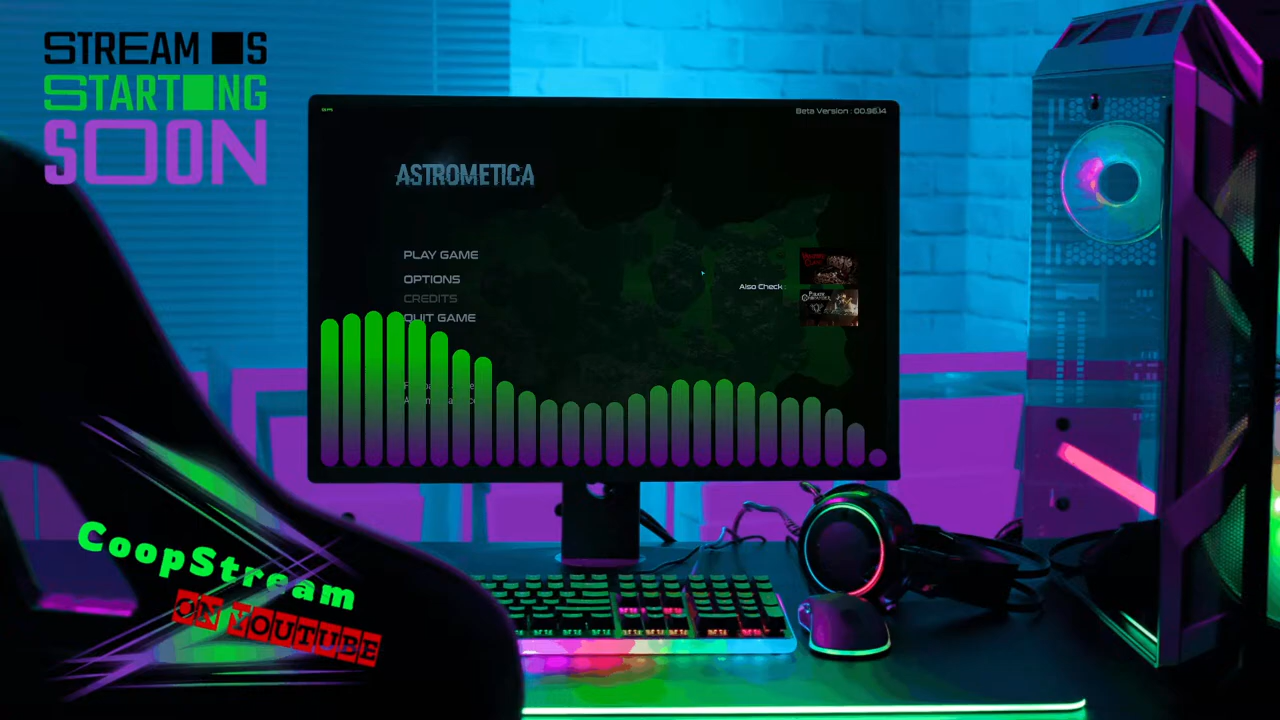 STREAM IS
STARTING
SOON
Beta Version : 00.96.14
ASTROMETICA
PLAY GAME
OPTIONS
Also Check
CREDITS
QUIT GAME
CoopStream
ON YOUTUBE